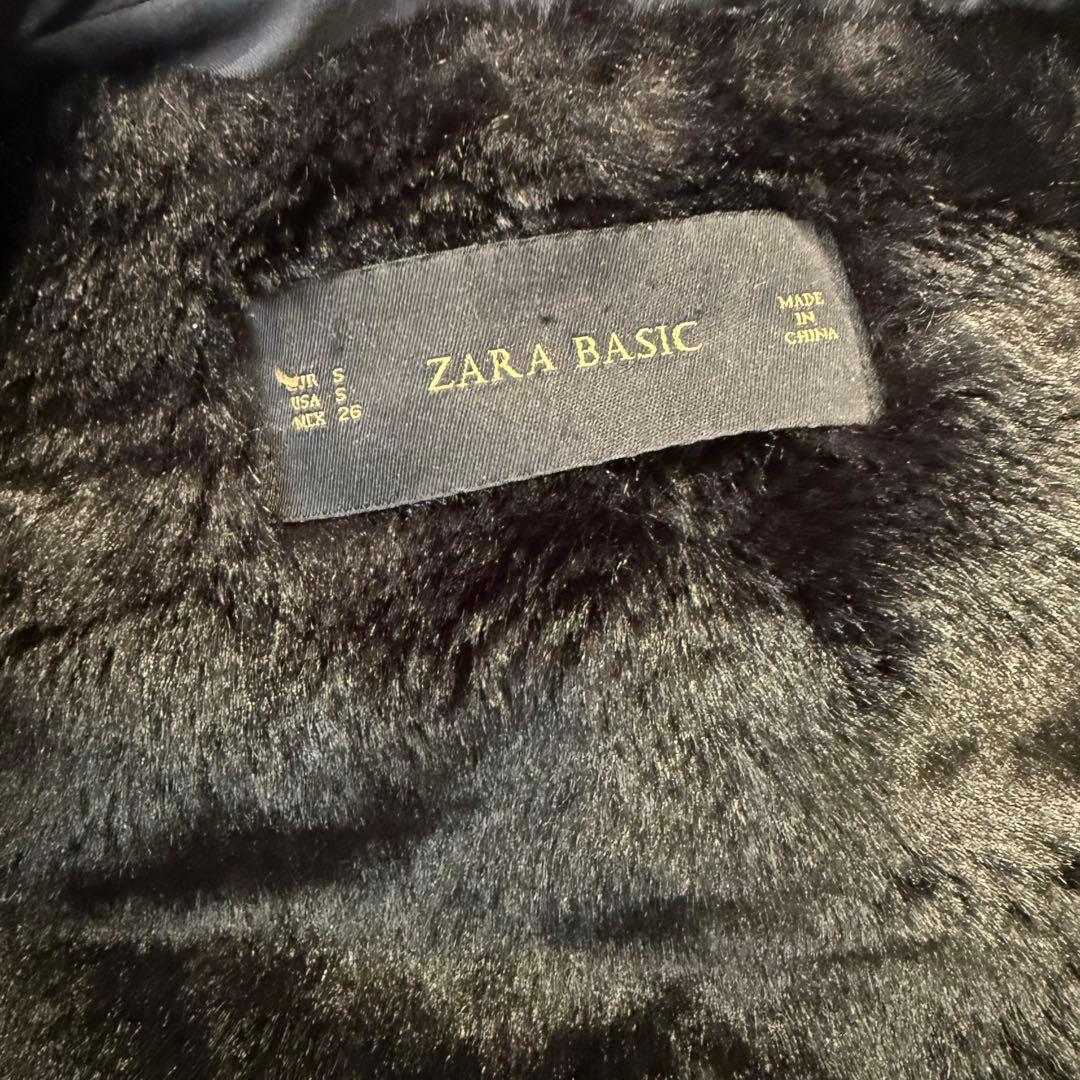 S
USA S
MEX 26
ZARA BASIC
MADE
IN
CHINA